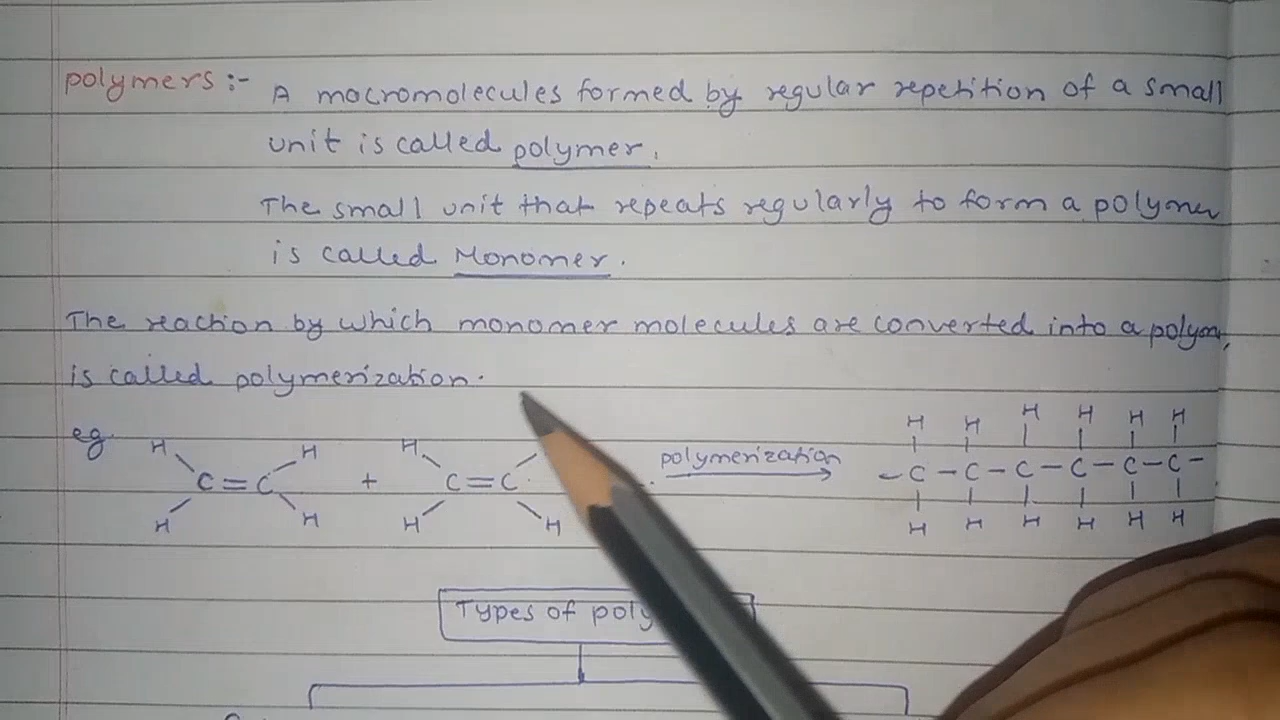 polymers :- A macromolecules formed by regular repetition of a small
unit is called polymer.
The small unit that repeats regularly to form a polymer
is called Monomer.
The reaction by which monomer molecules are converted into a
is called polymerization.
eg
H H H H H H H H H
C = C + C = C polymerization - C - C - C - C - C - C -
H H H H H H H H H H
Types of